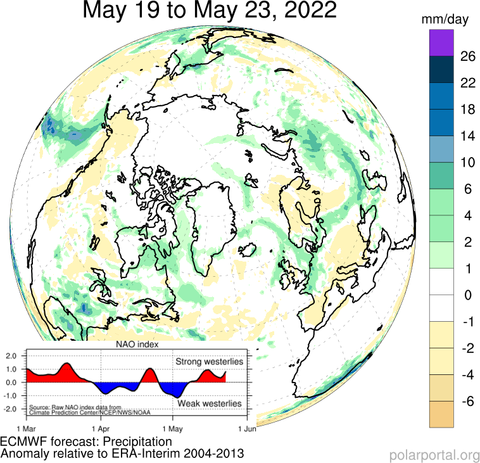 May 19 to May 23, 2022
mm/day
26
22
18
14
10
6
4
2
1
0
-1
-2
-4
-6
NAO index
2.0
1.0
0.0
-1.0
-2.0
Strong westerlies
Weak westerlies
Source: Raw NAO index data from
Climate Prediction Center/NCEP/NWS/NOAA
1 Mar
1 Apr
1 May
1 Jun
ECMWF forecast: Precipitation
Anomaly relative to ERA-Interim 2004-2013
polarportal.org